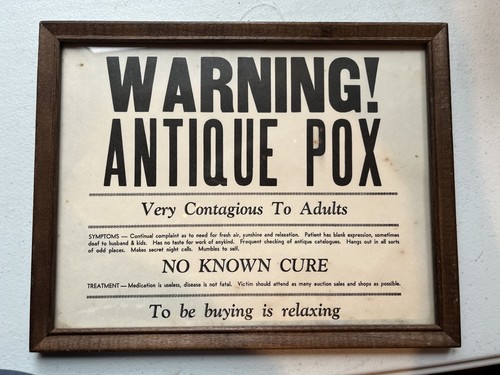 WARNING!
ANTIQUE POX
Very Contagious To Adults
SYMPTOMS — Continual complaint as to need for fresh air, sunshine and relaxation. Patient has blank expression, sometimes
deaf to husband & kids. Has no taste for work of anykind. Frequent checking of antique catalogues. Hangs out in all sorts
of odd places. Makes secret night calls. Mumbles to self.
NO KNOWN CURE
TREATMENT — Medication is useless, disease is not fatal. Victim should attend as many auction sales and shops as possible.
To be buying is relaxing